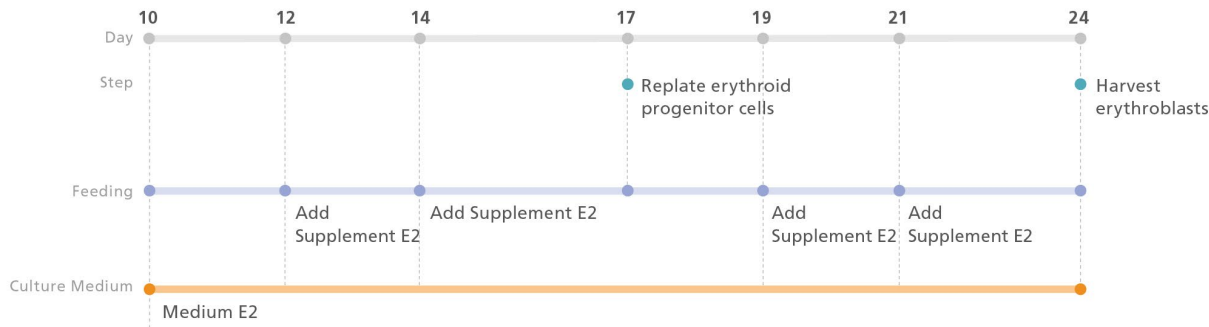 10 12 14 17 19 21 24
Day
Step
Replate erythroid
progenitor cells
Harvest
erythroblasts
Feeding
Add
Supplement E2
Add Supplement E2
Add
Supplement E2
Add
Supplement E2
Culture Medium
Medium E2